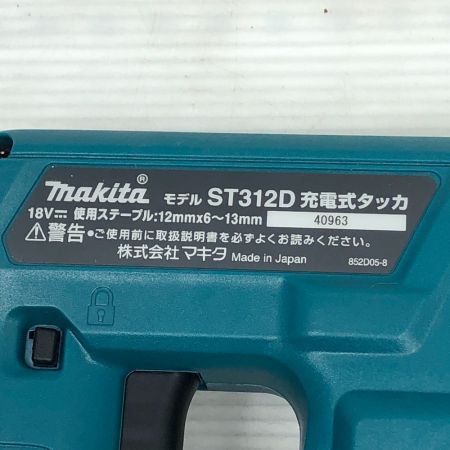 makita® モデル ST312D 充電式タッカ
18V⎓ 使用ステープル:12mm×6〜13mm 40963
⚠警告 •ご使用前に取扱説明書を必ずよくお読みください。
株式会社 マキタ Made in Japan 852D05-8